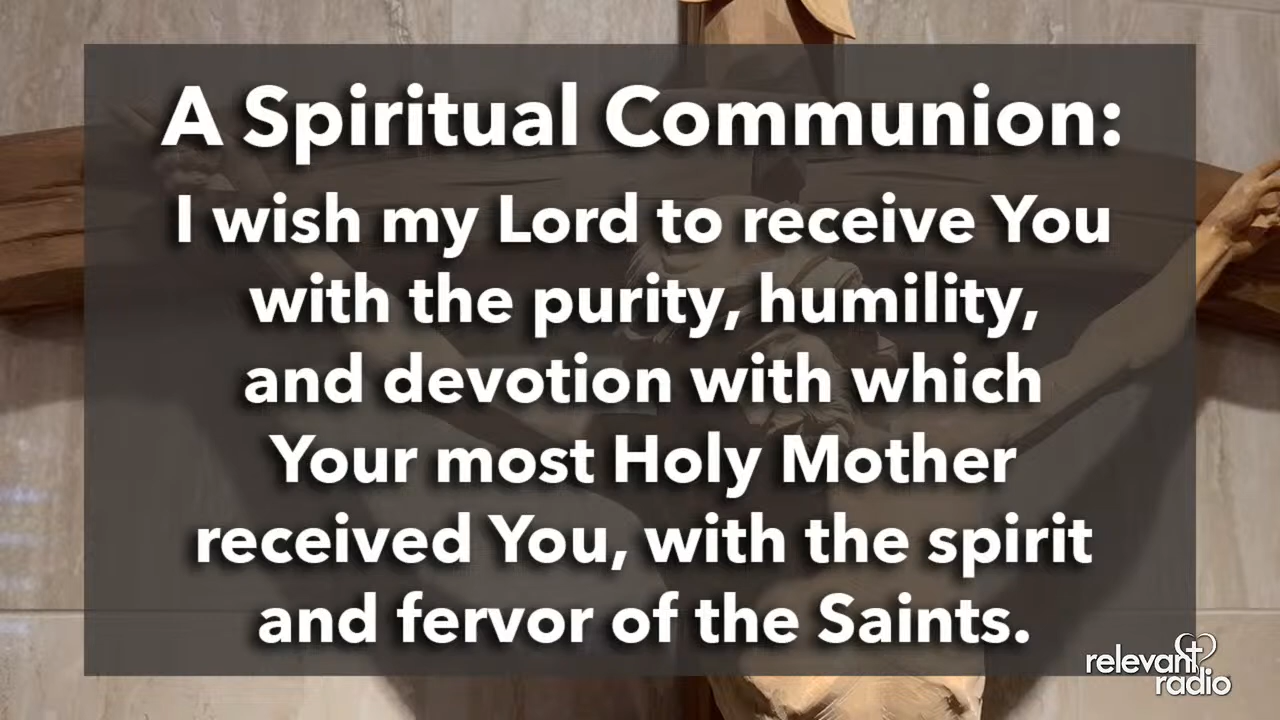 A Spiritual Communion:
I wish my Lord to receive You
with the purity, humility,
and devotion with which
Your most Holy Mother
received You, with the spirit
and fervor of the Saints.
relevant
radio